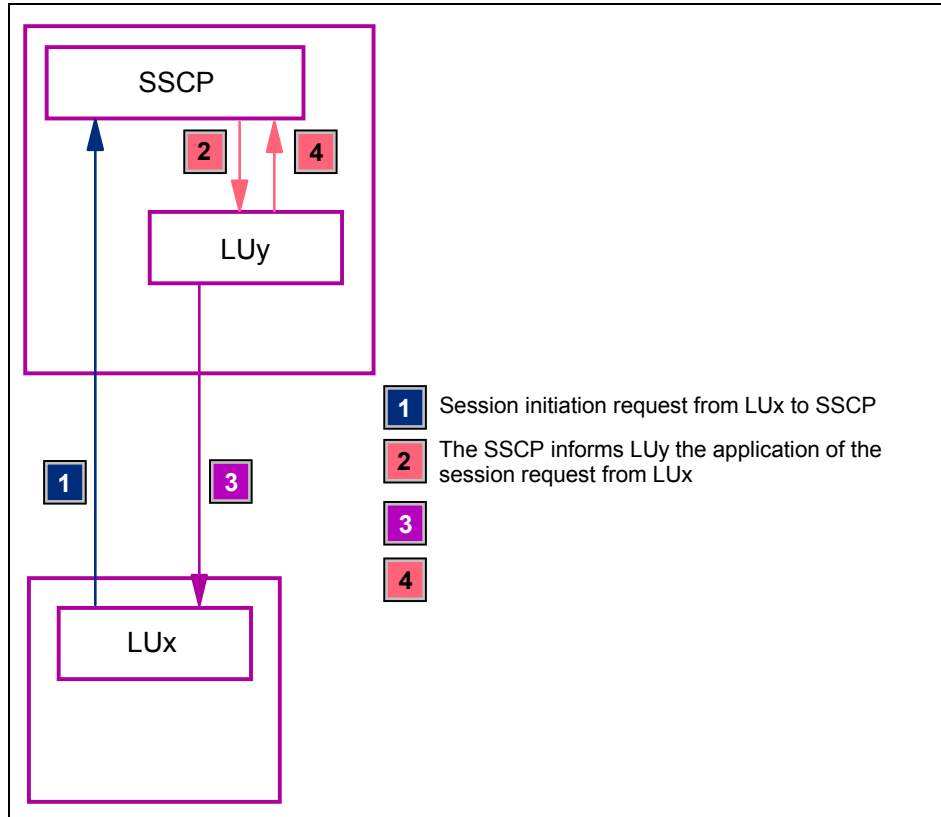 SSCP
2
4
LUy
1 Session initiation request from LUx to SSCP
2 The SSCP informs LUy the application of the
session request from LUx
1
3
3
4
LUx